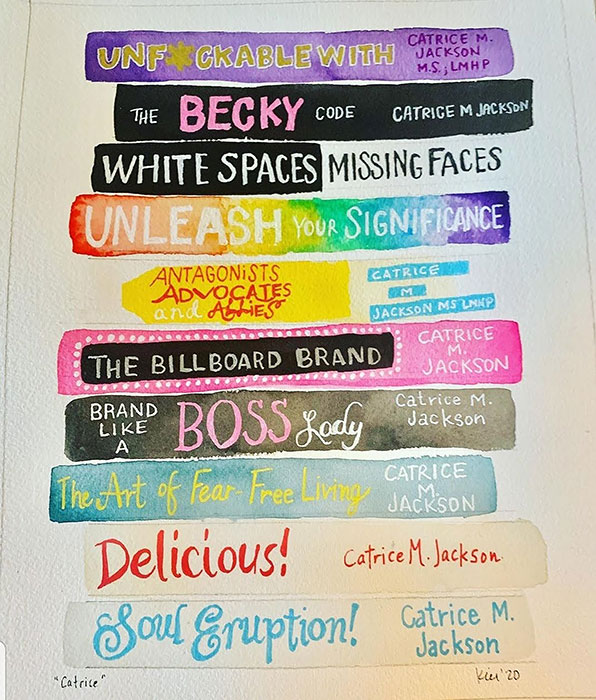 UNF*CKABLE WITH
CATRICE M.
JACKSON
M.S., LMHP
THE BECKY CODE CATRICE M JACKSON
WHITE SPACES MISSING FACES
UNLEASH YOUR SIGNIFICANCE
ANTAGONISTS
ADVOCATES
and ALLIES
CATRICE
M
JACKSON MS LMHP
THE BILLBOARD BRAND
CATRICE
M.
JACKSON
BRAND
LIKE
A
BOSS Lady
Catrice M.
Jackson
The Art of Fear-Free Living
CATRICE
M.
JACKSON
Delicious! Catrice M. Jackson
Soul Eruption!
Catrice M.
Jackson
"Catrice"
'20